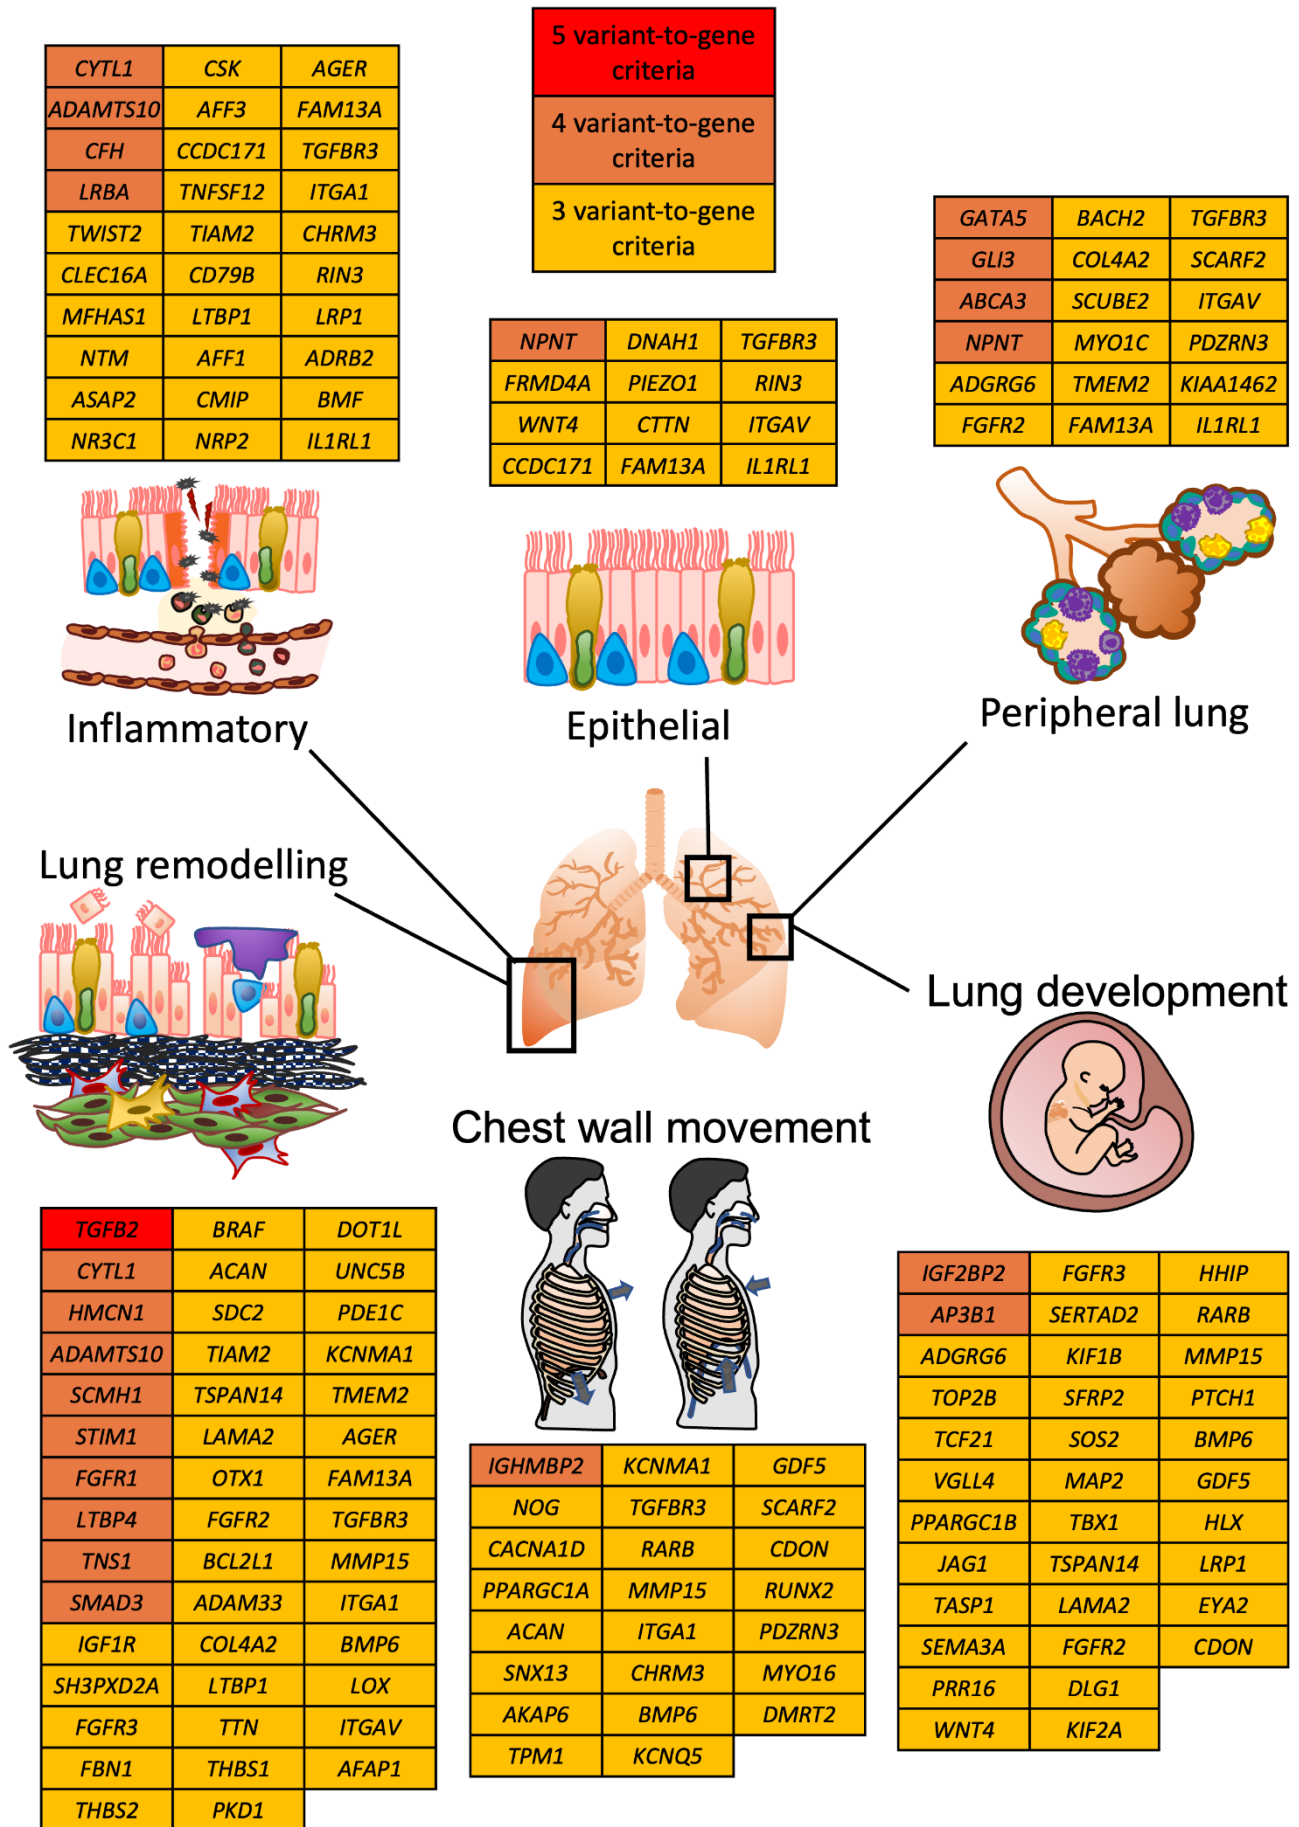 5 variant-to-gene
criteria
4 variant-to-gene
criteria
3 variant-to-gene
criteria
CYTL1 CSK AGER
ADAMTS10 AFF3 FAM13A
CFH CCDC171 TGFBR3
LRBA TNFSF12 ITGA1
TWIST2 TIAM2 CHRM3
CLEC16A CD79B RIN3
MFHAS1 LTBP1 LRP1
NTM AFF1 ADRB2
ASAP2 CMIP BMF
NR3C1 NRP2 IL1RL1
Inflammatory
NPNT DNAH1 TGFBR3
FRMD4A PIEZO1 RIN3
WNT4 CTTN ITGAV
CCDC171 FAM13A IL1RL1
Epithelial
GATA5 BACH2 TGFBR3
GLI3 COL4A2 SCARF2
ABCA3 SCUBE2 ITGAV
NPNT MYO1C PDZRN3
ADGRG6 TMEM2 KIAA1462
FGFR2 FAM13A IL1RL1
Peripheral lung
Lung remodelling
TGFB2 BRAF DOT1L
CYTL1 ACAN UNC5B
HMCN1 SDC2 PDE1C
ADAMTS10 TIAM2 KCNMA1
SCMH1 TSPAN14 TMEM2
STIM1 LAMA2 AGER
FGFR1 OTX1 FAM13A
LTBP4 FGFR2 TGFBR3
TNS1 BCL2L1 MMP15
SMAD3 ADAM33 ITGA1
IGF1R COL4A2 BMP6
SH3PXD2A LTBP1 LOX
FGFR3 TTN ITGAV
FBN1 THBS1 AFAP1
THBS2 PKD1
Chest wall movement
IGHMBP2 KCNMA1 GDF5
NOG TGFBR3 SCARF2
CACNA1D RARB CDON
PPARGC1A MMP15 RUNX2
ACAN ITGA1 PDZRN3
SNX13 CHRM3 MYO16
AKAP6 BMP6 DMRT2
TPM1 KCNQ5
Lung development
IGF2BP2 FGFR3 HHIP
AP3B1 SERTAD2 RARB
ADGRG6 KIF1B MMP15
TOP2B SFRP2 PTCH1
TCF21 SOS2 BMP6
VGLL4 MAP2 GDF5
PPARGC1B TBX1 HLX
JAG1 TSPAN14 LRP1
TASP1 LAMA2 EYA2
SEMA3A FGFR2 CDON
PRR16 DLG1
WNT4 KIF2A